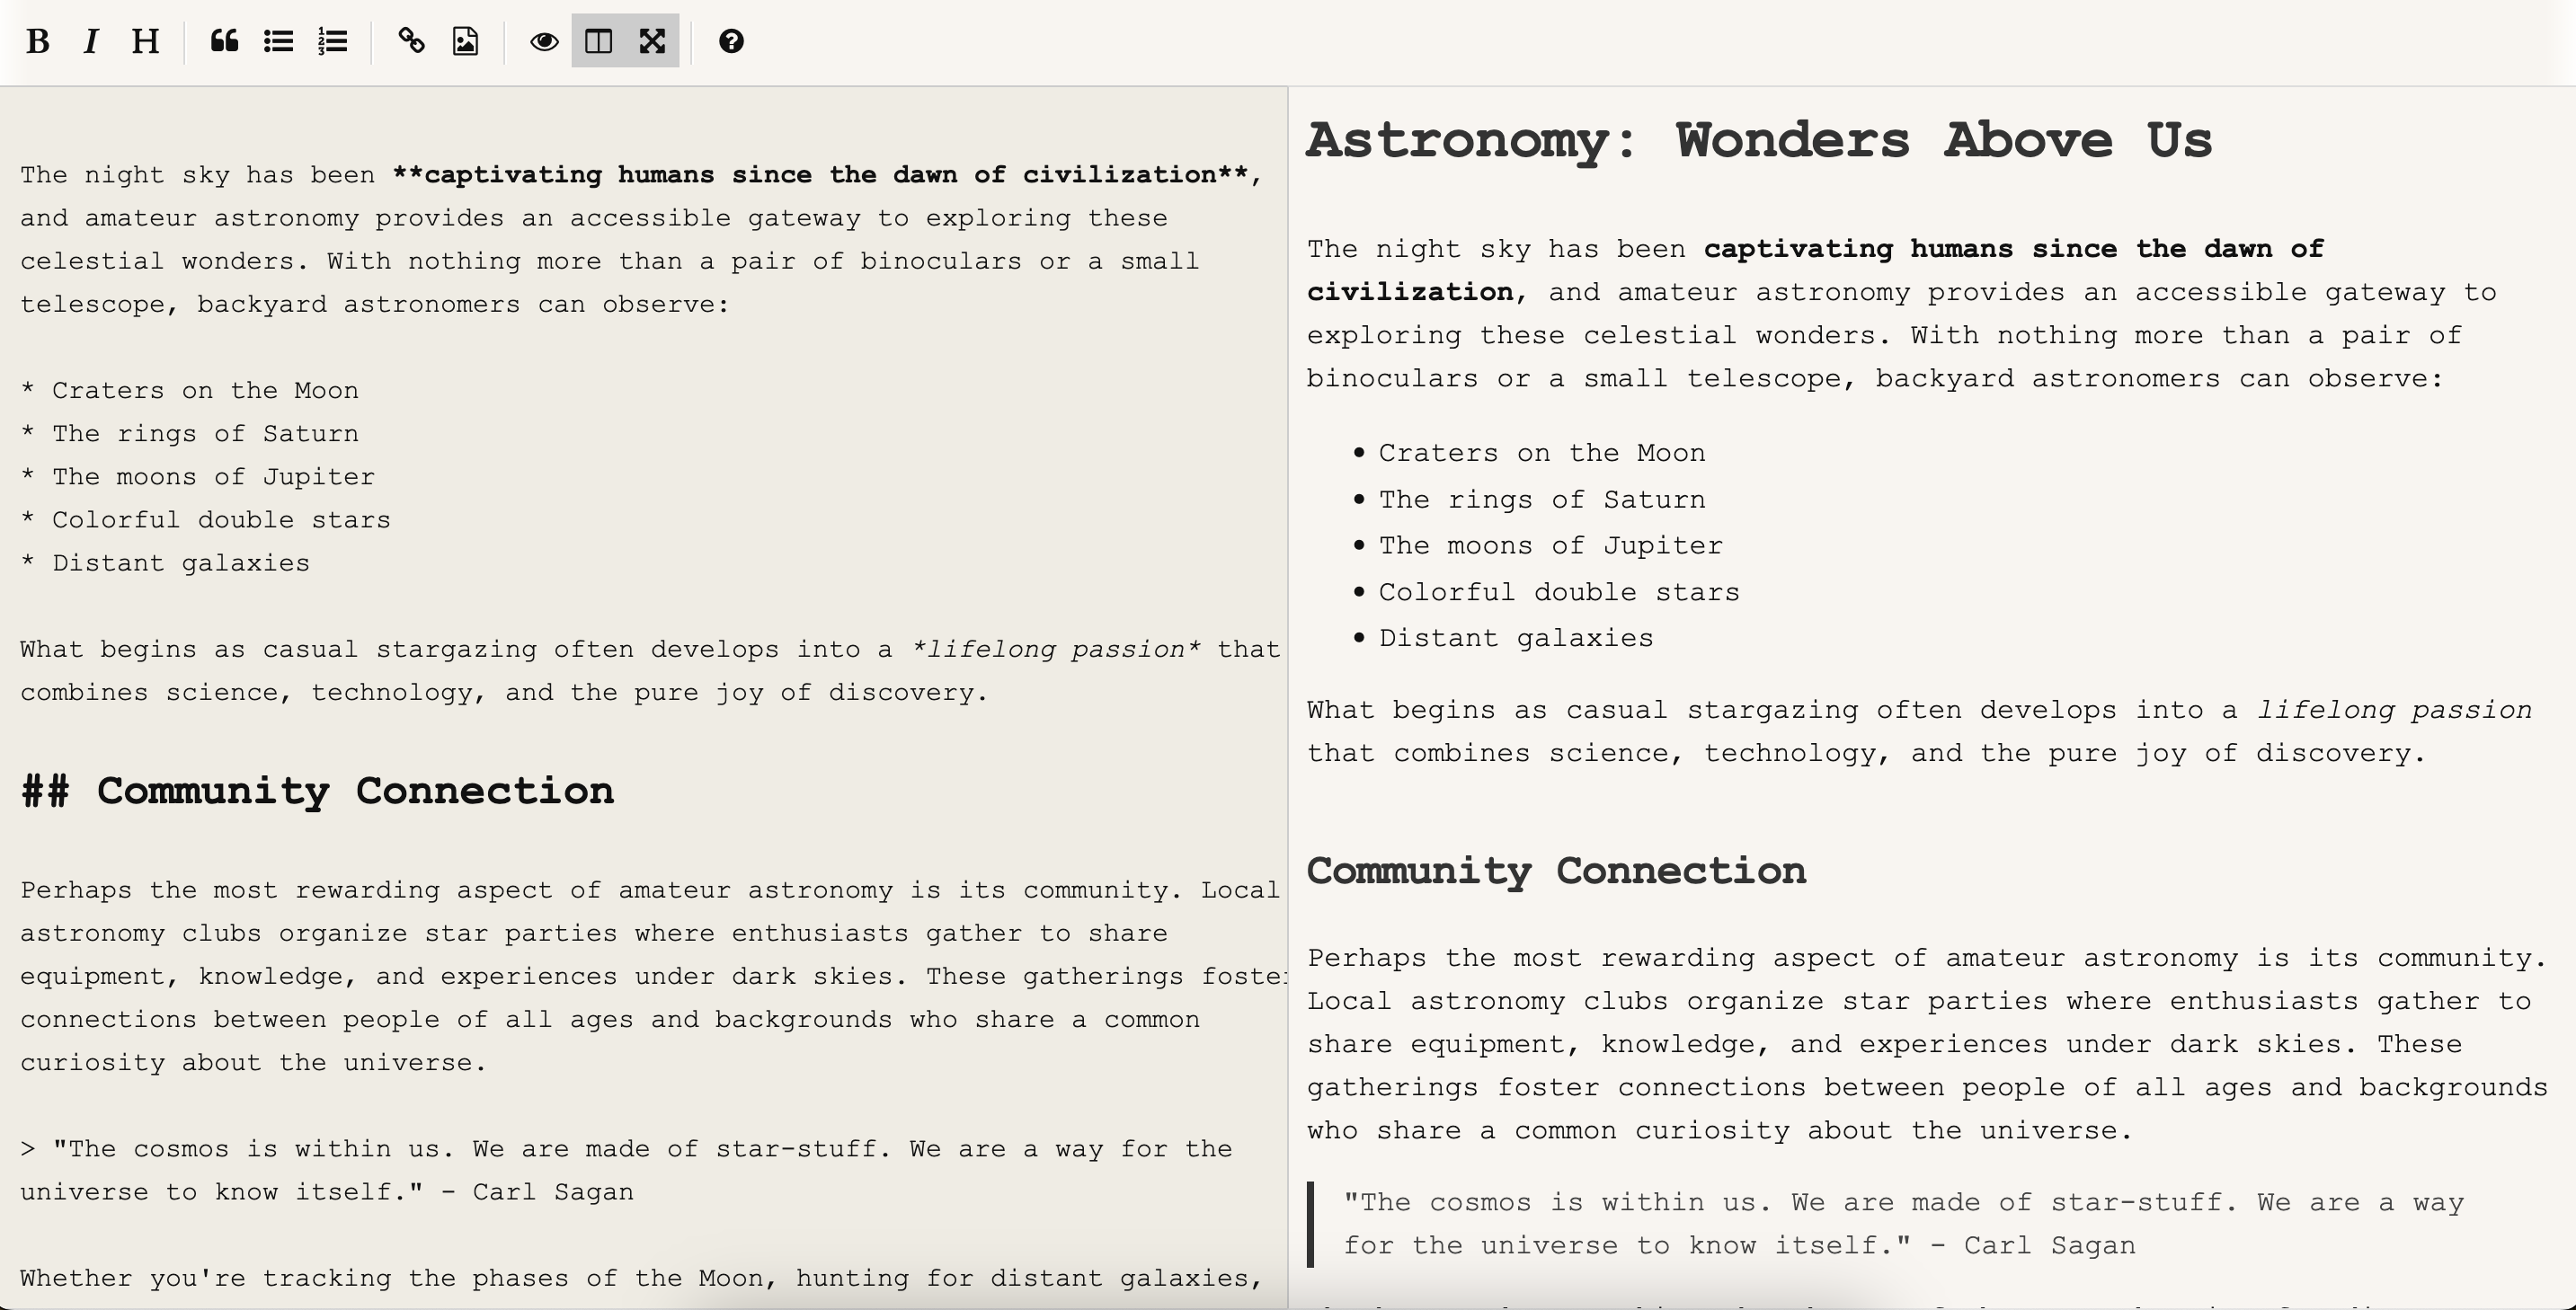 B I H
The night sky has been **captivating humans since the dawn of civilization**,
and amateur astronomy provides an accessible gateway to exploring these
celestial wonders. With nothing more than a pair of binoculars or a small
telescope, backyard astronomers can observe:
* Craters on the Moon
* The rings of Saturn
* The moons of Jupiter
* Colorful double stars
* Distant galaxies
What begins as casual stargazing often develops into a *lifelong passion* that
combines science, technology, and the pure joy of discovery.
## Community Connection
Perhaps the most rewarding aspect of amateur astronomy is its community. Local
astronomy clubs organize star parties where enthusiasts gather to share
equipment, knowledge, and experiences under dark skies. These gatherings foster
connections between people of all ages and backgrounds who share a common
curiosity about the universe.
> "The cosmos is within us. We are made of star-stuff. We are a way for the
universe to know itself." - Carl Sagan
Whether you're tracking the phases of the Moon, hunting for distant galaxies,
Astronomy: Wonders Above Us
The night sky has been captivating humans since the dawn of
civilization, and amateur astronomy provides an accessible gateway to
exploring these celestial wonders. With nothing more than a pair of
binoculars or a small telescope, backyard astronomers can observe:
• Craters on the Moon
• The rings of Saturn
• The moons of Jupiter
• Colorful double stars
• Distant galaxies
What begins as casual stargazing often develops into a lifelong passion
that combines science, technology, and the pure joy of discovery.
Community Connection
Perhaps the most rewarding aspect of amateur astronomy is its community.
Local astronomy clubs organize star parties where enthusiasts gather to
share equipment, knowledge, and experiences under dark skies. These
gatherings foster connections between people of all ages and backgrounds
who share a common curiosity about the universe.
"The cosmos is within us. We are made of star-stuff. We are a way
for the universe to know itself." - Carl Sagan